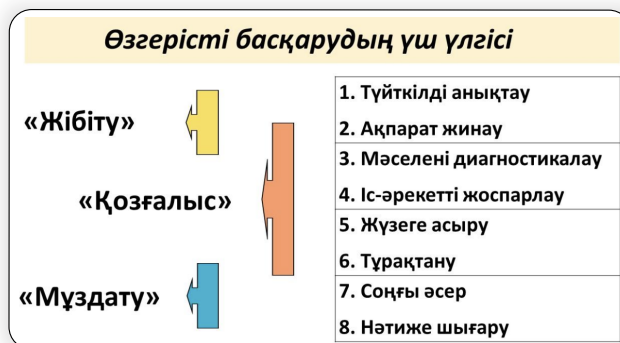 Өзгерісті басқарудың үш үлгісі
«Жібіту»
«Қозғалыс»
«Мұздату»
1. Түйткілді анықтау
2. Ақпарат жинау
3. Мәселені диагностикалау
4. Іс-әрекетті жоспарлау
5. Жүзеге асыру
6. Тұрақтану
7. Соңғы әсер
8. Нәтиже шығару